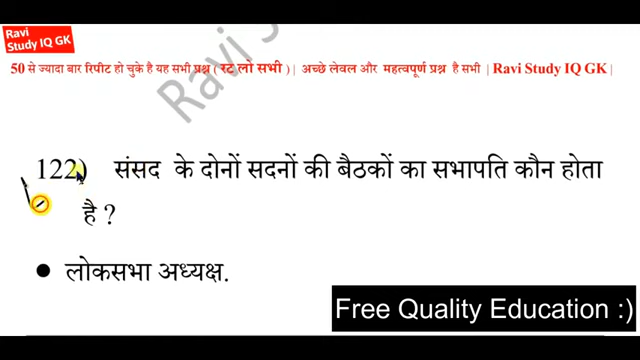 Ravi
Study IQ GK
50 से ज्यादा बार रिपीट हो चुके है यह सभी प्रश्न ( रट लो सभी ) | अच्छे लेवल और महत्वपूर्ण प्रश्न है सभी | Ravi Study IQ GK |
Ravi S
122) संसद के दोनों सदनों की बैठकों का सभापति कौन होता
है ?
● लोकसभा अध्यक्ष.
Free Quality Education :)